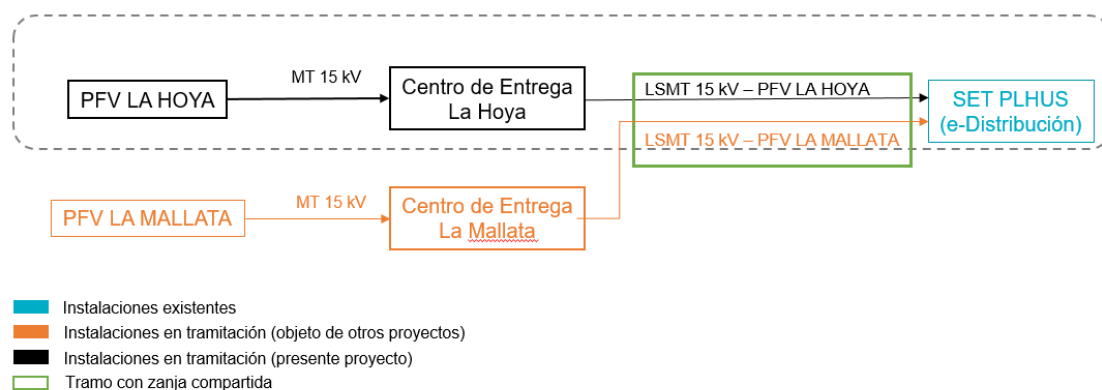 MT 15 kV
PFV LA HOYA
Centro de Entrega
La Hoya
LSMT 15 kV – PFV LA HOYA
SET PLHUS
(e-Distribución)
LSMT 15 kV – PFV LA MALLATA
MT 15 kV
PFV LA MALLATA
Centro de Entrega
La Mallata
Instalaciones existentes
Instalaciones en tramitación (objeto de otros proyectos)
Instalaciones en tramitación (presente proyecto)
Tramo con zanja compartida